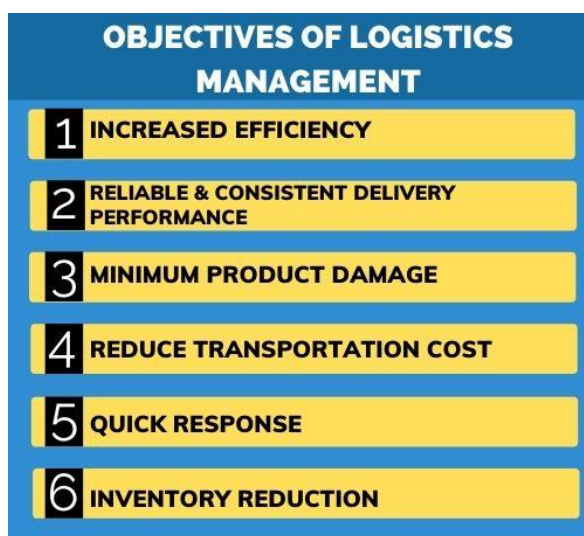 OBJECTIVES OF LOGISTICS
MANAGEMENT
1 INCREASED EFFICIENCY
2 RELIABLE & CONSISTENT DELIVERY
PERFORMANCE
3 MINIMUM PRODUCT DAMAGE
4 REDUCE TRANSPORTATION COST
5 QUICK RESPONSE
6 INVENTORY REDUCTION